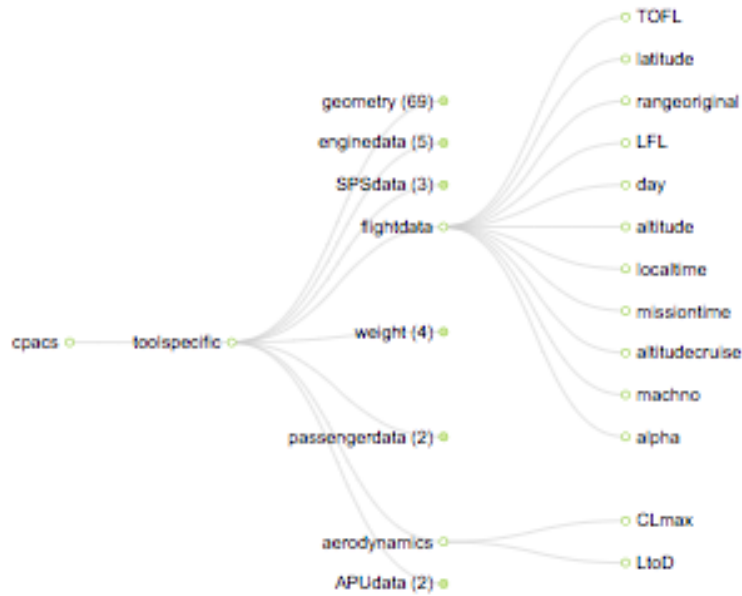 cpacs
toolspecific
geometry (69)
enginedata (5)
SPSdata (3)
flightdata
weight (4)
passengerdata (2)
aerodynamics
APUdata (2)
TOFL
latitude
rangeoriginal
LFL
day
altitude
localtime
missiontime
altitudecruise
machno
alpha
CLmax
LtoD